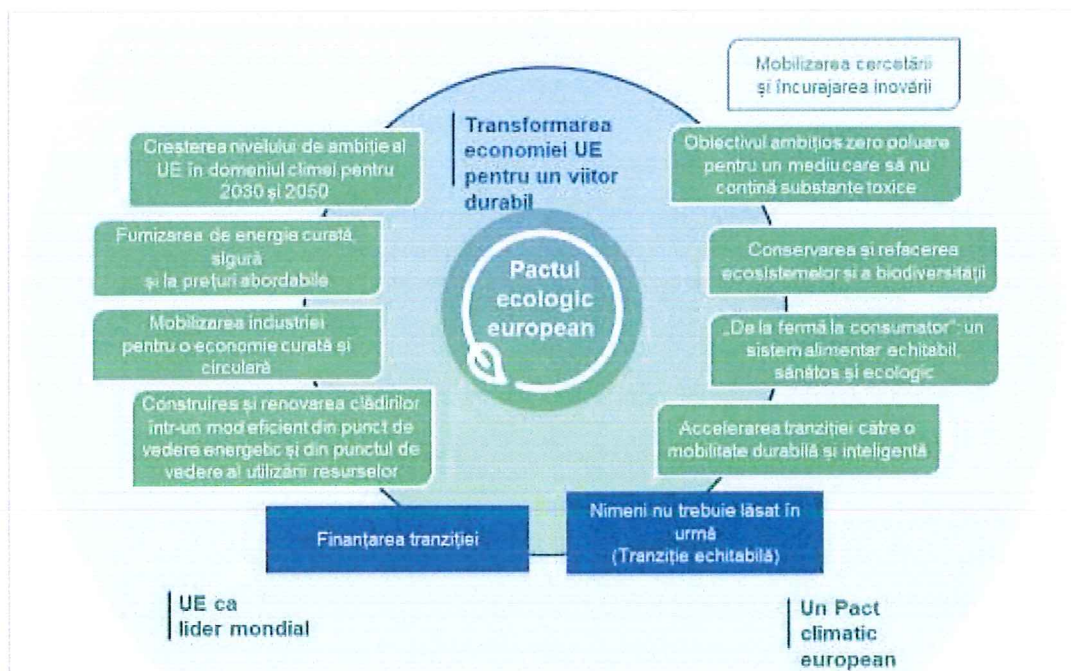 Mobilizarea cercetării
și încurajarea inovării
Transformarea
economiei UE
pentru un viitor
durabil
Creșterea nivelului de ambiție al
UE în domeniul climei pentru
2030 și 2050
Furnizarea de energie curată,
sigură
și la prețuri abordabile
Mobilizarea industriei
pentru o economie curată și
circulară
Construirea și renovarea clădirilor
într-un mod eficient din punct de
vedere energetic și din punctul de
vedere al utilizării resurselor
Pactul
ecologic
european
Obiectivul ambițios zero poluare
pentru un mediu care să nu
conțină substanțe toxice
Conservarea și refacerea
ecosistemelor și a biodiversității
„De la fermă la consumator”: un
sistem alimentar echitabil,
sănătos și ecologic
Accelerarea tranziției către o
mobilitate durabilă și inteligentă
Finanțarea tranziției
Nimeni nu trebuie lăsat în
urmă
(Tranziție echitabilă)
UE ca
lider mondial
Un Pact
climatic
european